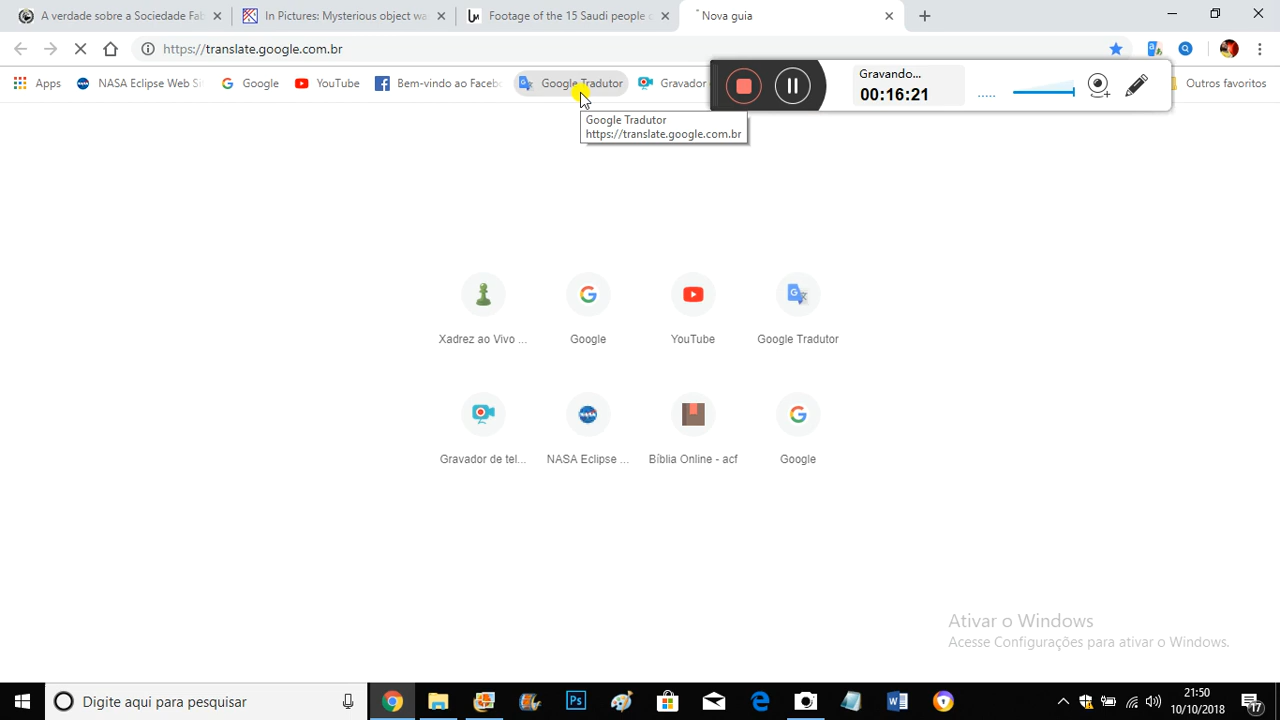 A verdade sobre a Sociedade Fab
In Pictures: Mysterious object wa
Footage of the 15 Saudi people c
Nova guia
https://translate.google.com.br
Apps
NASA Eclipse Web Si
Google
YouTube
Bem-vindo ao Facebo
Google Tradutor
Gravador
Outros favoritos
Gravando...
00:16:21
Google Tradutor
https://translate.google.com.br
Xadrez ao Vivo ...
Google
YouTube
Google Tradutor
Gravador de tel...
NASA Eclipse ...
Bíblia Online - acf
Google
Ativar o Windows
Acesse Configurações para ativar o Windows.
Digite aqui para pesquisar
Ps
21:50
10/10/2018
17